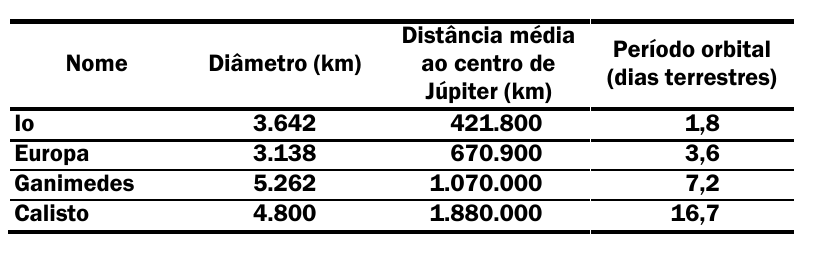 Nome Diâmetro (km) Distância média ao centro de Júpiter (km) Período orbital (dias terrestres)
Io 3.642 421.800 1,8
Europa 3.138 670.900 3,6
Ganimedes 5.262 1.070.000 7,2
Calisto 4.800 1.880.000 16,7